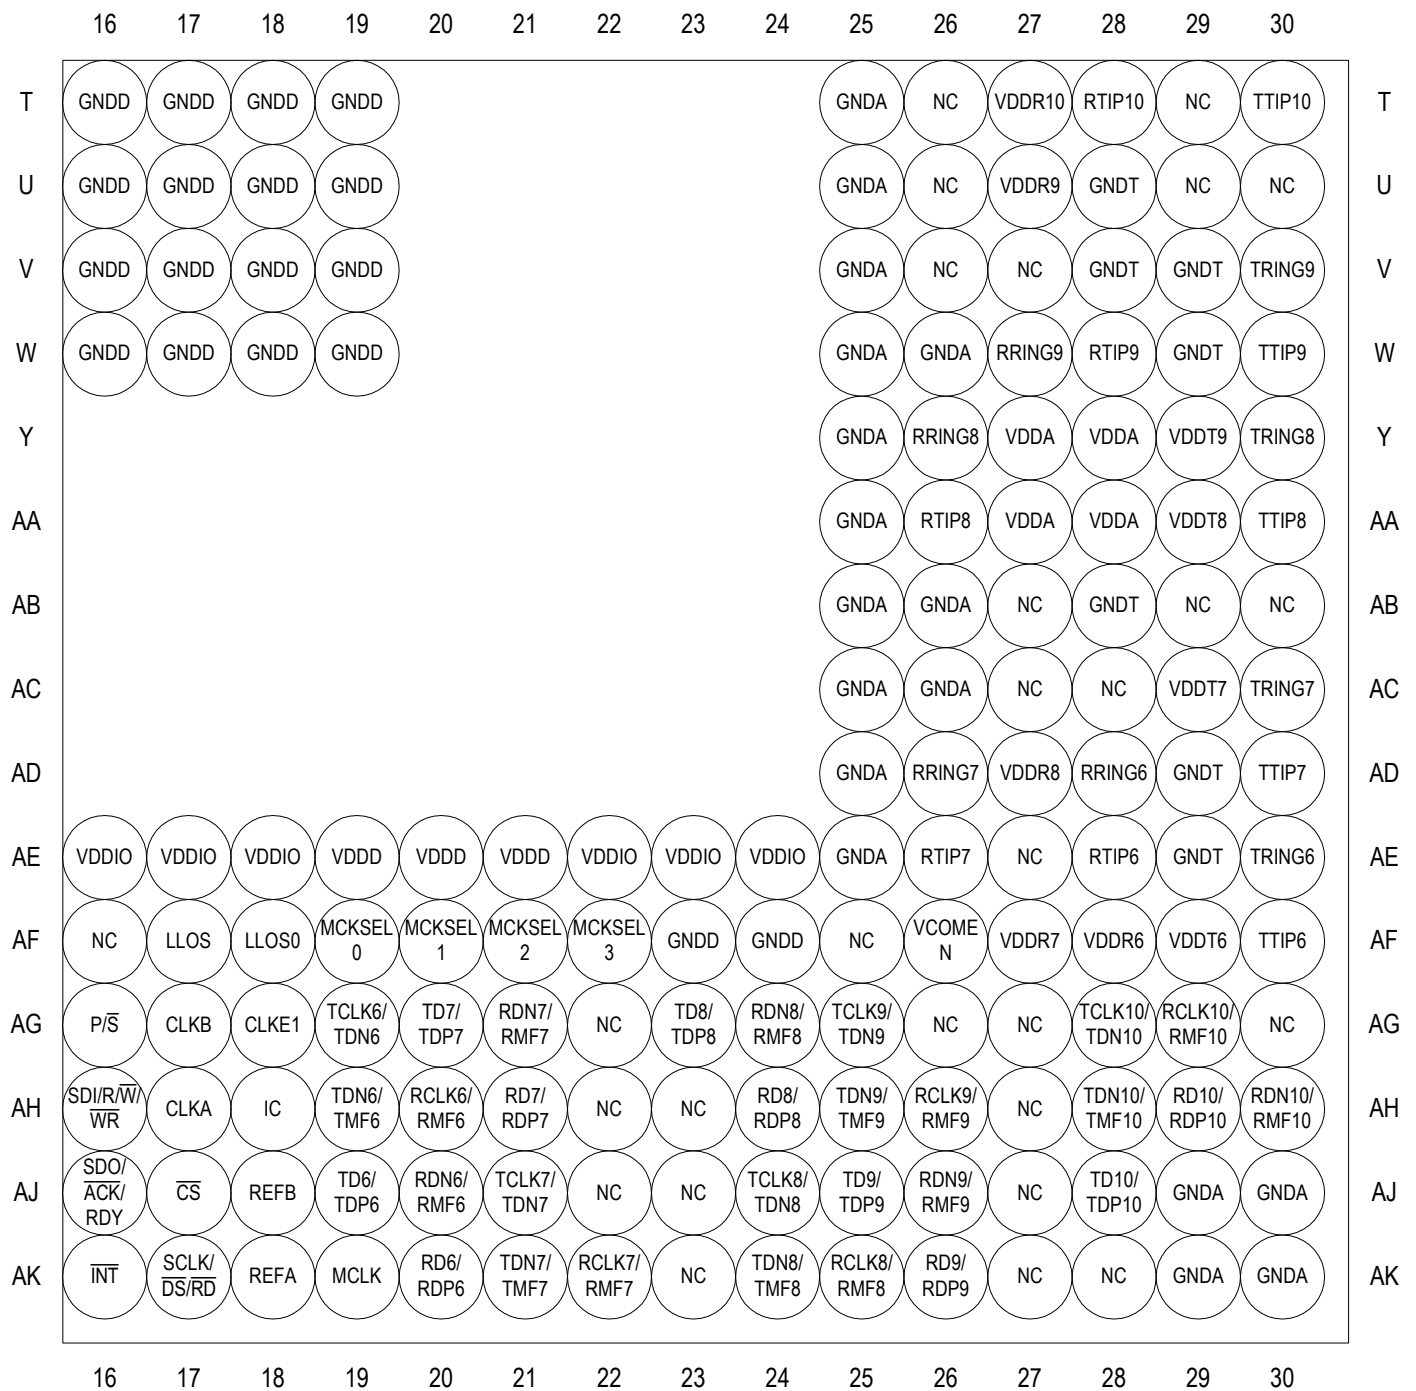 16 17 18 19 20 21 22 23 24 25 26 27 28 29 30
T GNDD GNDD GNDD GNDD GNDA NC VDDR10 RTIP10 NC TTIP10 T
U GNDD GNDD GNDD GNDD GNDA NC VDDR9 GNDT NC NC U
V GNDD GNDD GNDD GNDD GNDA NC NC GNDT GNDT TRING9 V
W GNDD GNDD GNDD GNDD GNDA GNDA RRING9 RTIP9 GNDT TTIP9 W
Y GNDA RRING8 VDDA VDDA VDDT9 TRING8 Y
AA GNDA RTIP8 VDDA VDDA VDDT8 TTIP8 AA
AB GNDA GNDA NC GNDT NC NC AB
AC GNDA GNDA NC NC VDDT7 TRING7 AC
AD GNDA RRING7 VDDR8 RRING6 GNDT TTIP7 AD
AE VDDIO VDDIO VDDIO VDDD VDDD VDDD VDDIO VDDIO VDDIO GNDA RTIP7 NC RTIP6 GNDT TRING6 AE
MCKSEL MCKSEL MCKSEL MCKSEL VCOME
AF NC LLOS LLOS0 GNDD GNDD NC VDDR7 VDDR6 VDDT6 TTIP6 AF
0 1 2 3 N
TCLK6/ TD7/ RDN7/ TD8/ RDN8/ TCLK9/ TCLK10/ RCLK10/
AG P/S̅ CLKB CLKE1 NC NC NC NC AG
TDN6 TDP7 RMF7 TDP8 RMF8 TDN9 TDN10 RMF10
SDI/R/W̅/ TDN6/ RCLK6/ RD7/ RD8/ TDN9/ RCLK9/ TDN10/ RD10/ RDN10/
AH CLKA IC NC NC NC AH
W̅R̅ TMF6 RMF6 RDP7 RDP8 TMF9 RMF9 TMF10 RDP10 RMF10
SDO/ TD6/ RDN6/ TCLK7/ TCLK8/ TD9/ RDN9/ TD10/
AJ A̅C̅K̅/ C̅S̅ REFB NC NC NC GNDA GNDA AJ
RDY TDP6 RMF6 TDN7 TDN8 TDP9 RMF9 TDP10
SCLK/ RD6/ TDN7/ RCLK7/ TDN8/ RCLK8/ RD9/
AK I̅N̅T̅ REFA MCLK NC NC NC GNDA GNDA AK
D̅S̅/R̅D̅ RDP6 TMF7 RMF7 TMF8 RMF8 RDP9
16 17 18 19 20 21 22 23 24 25 26 27 28 29 30